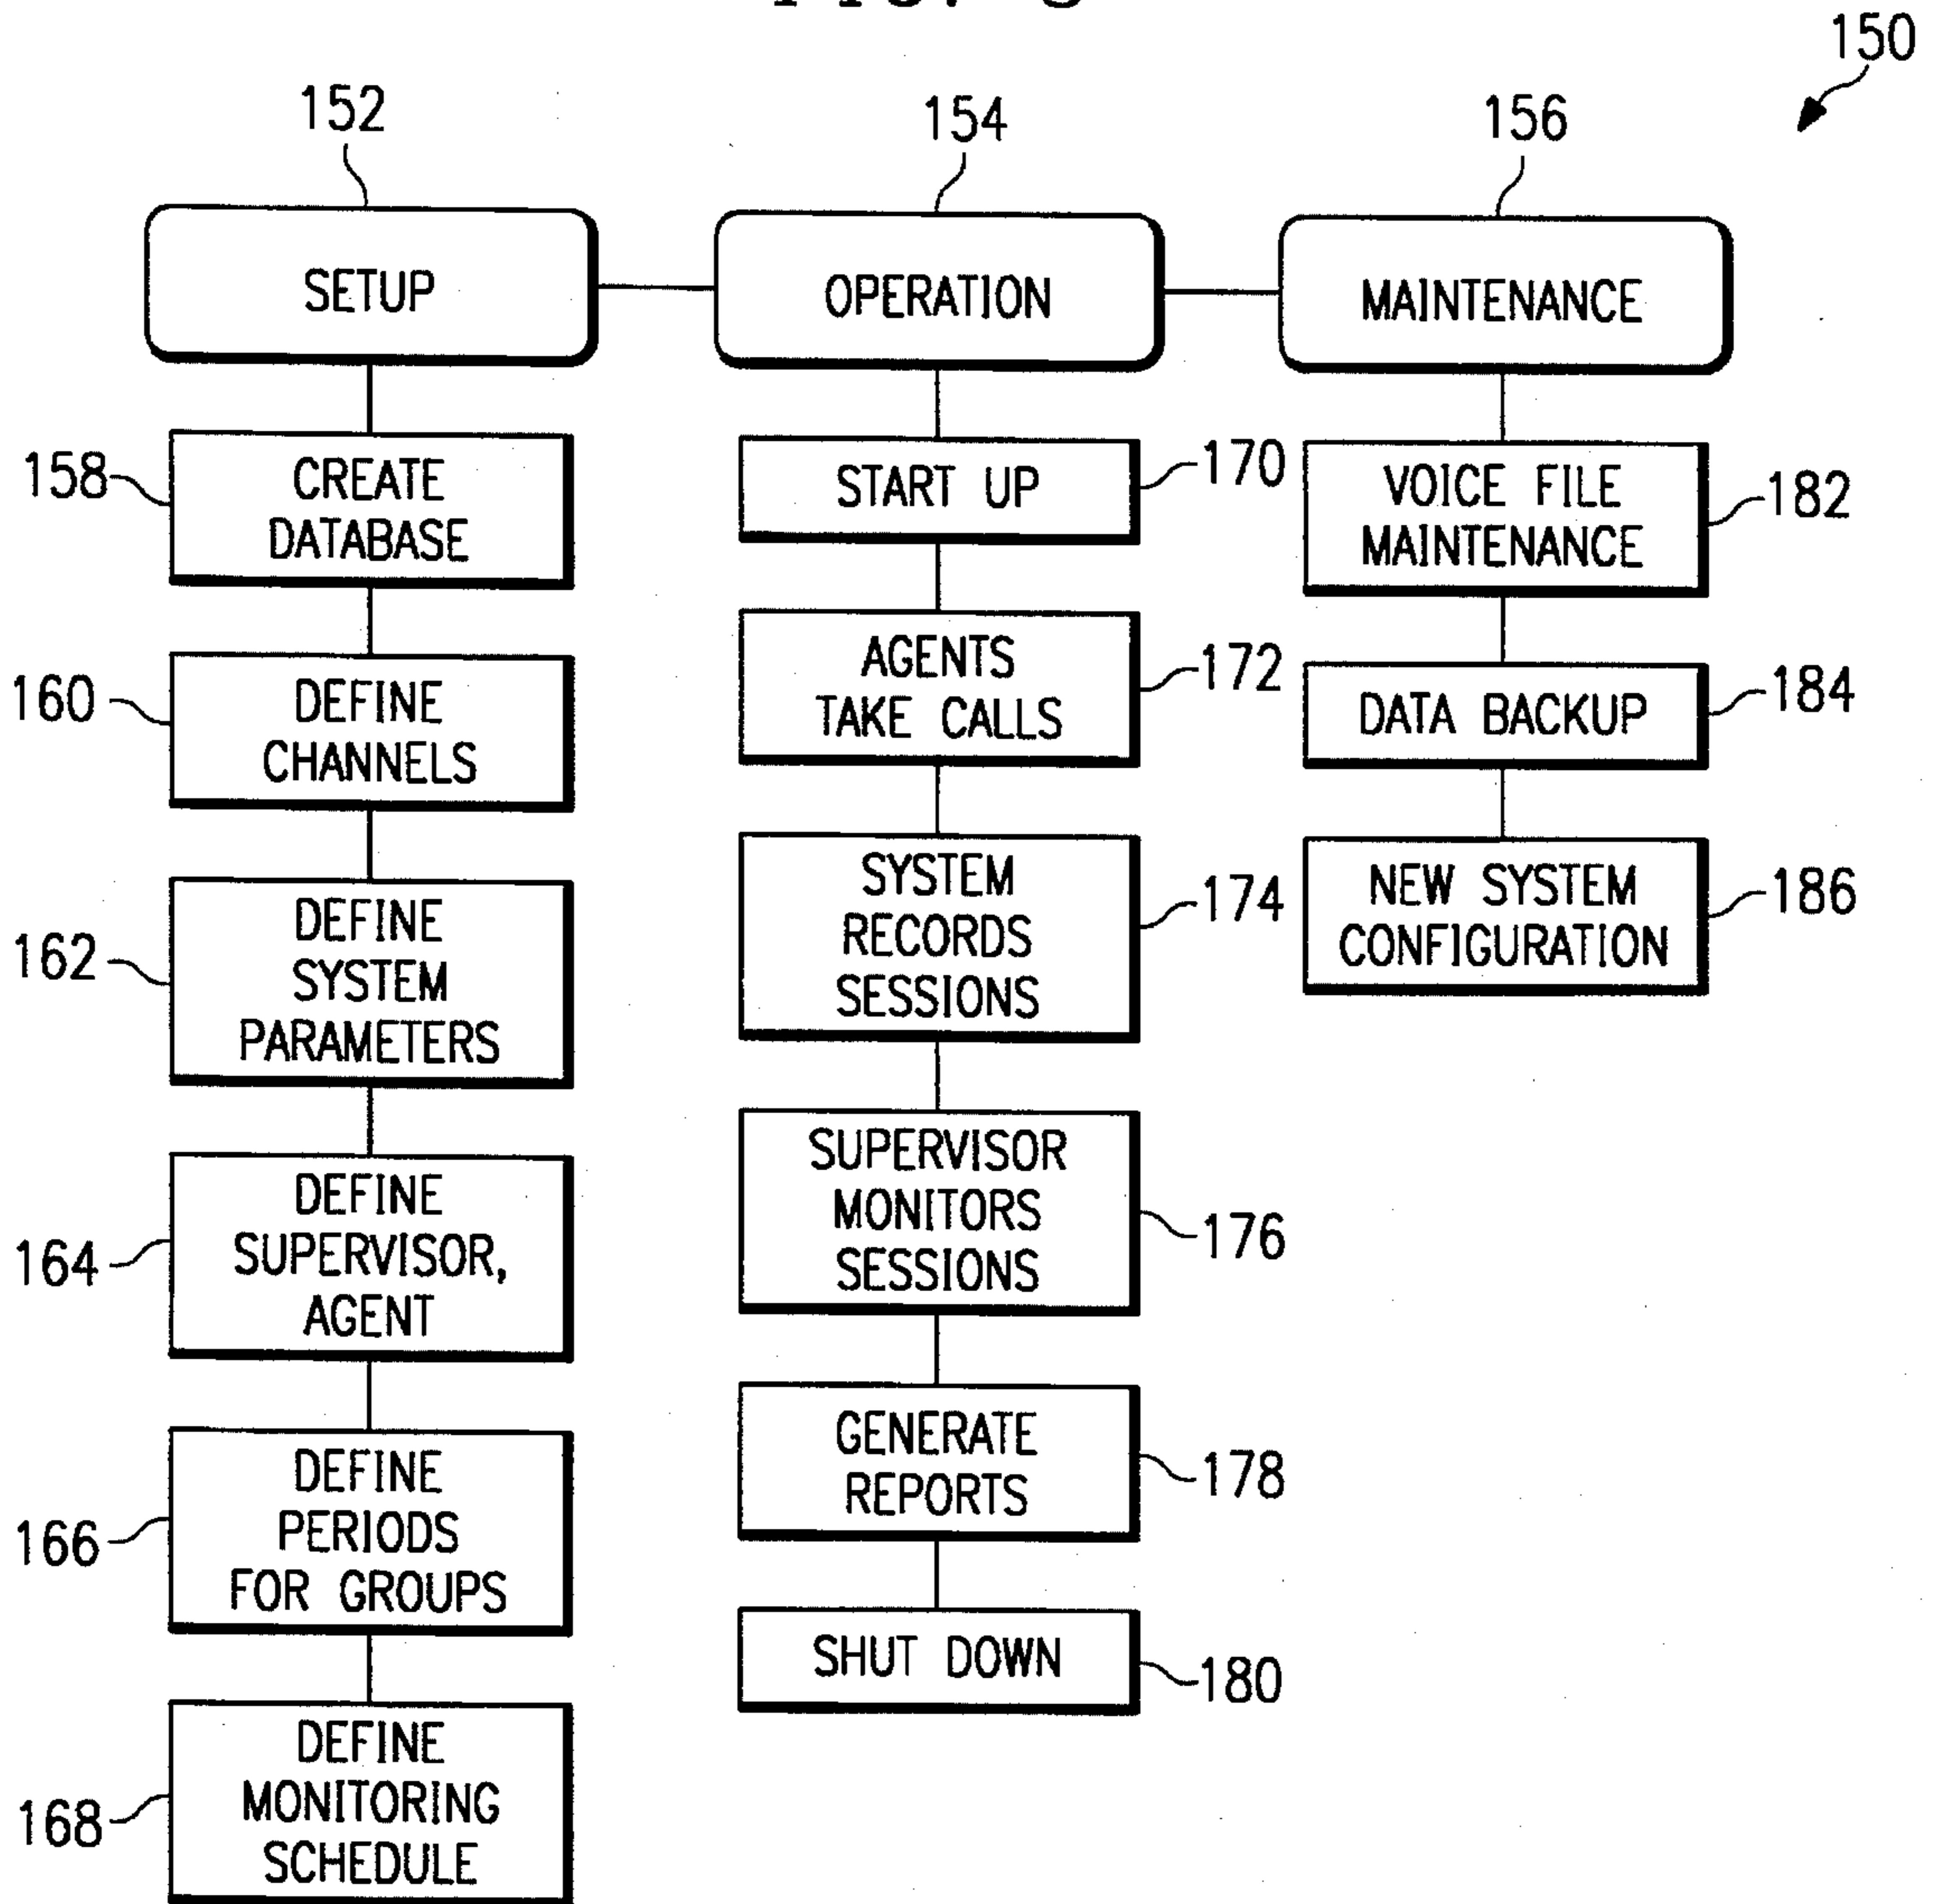 150
152
154
156
SETUP
OPERATION
MAINTENANCE
158
CREATE
DATABASE
160
DEFINE
CHANNELS
162
DEFINE
SYSTEM
PARAMETERS
164
DEFINE
SUPERVISOR,
AGENT
166
DEFINE
PERIODS
FOR GROUPS
168
DEFINE
MONITORING
SCHEDULE
START UP
170
AGENTS
TAKE CALLS
172
SYSTEM
RECORDS
SESSIONS
174
SUPERVISOR
MONITORS
SESSIONS
176
GENERATE
REPORTS
178
SHUT DOWN
180
VOICE FILE
MAINTENANCE
182
DATA BACKUP
184
NEW SYSTEM
CONFIGURATION
186